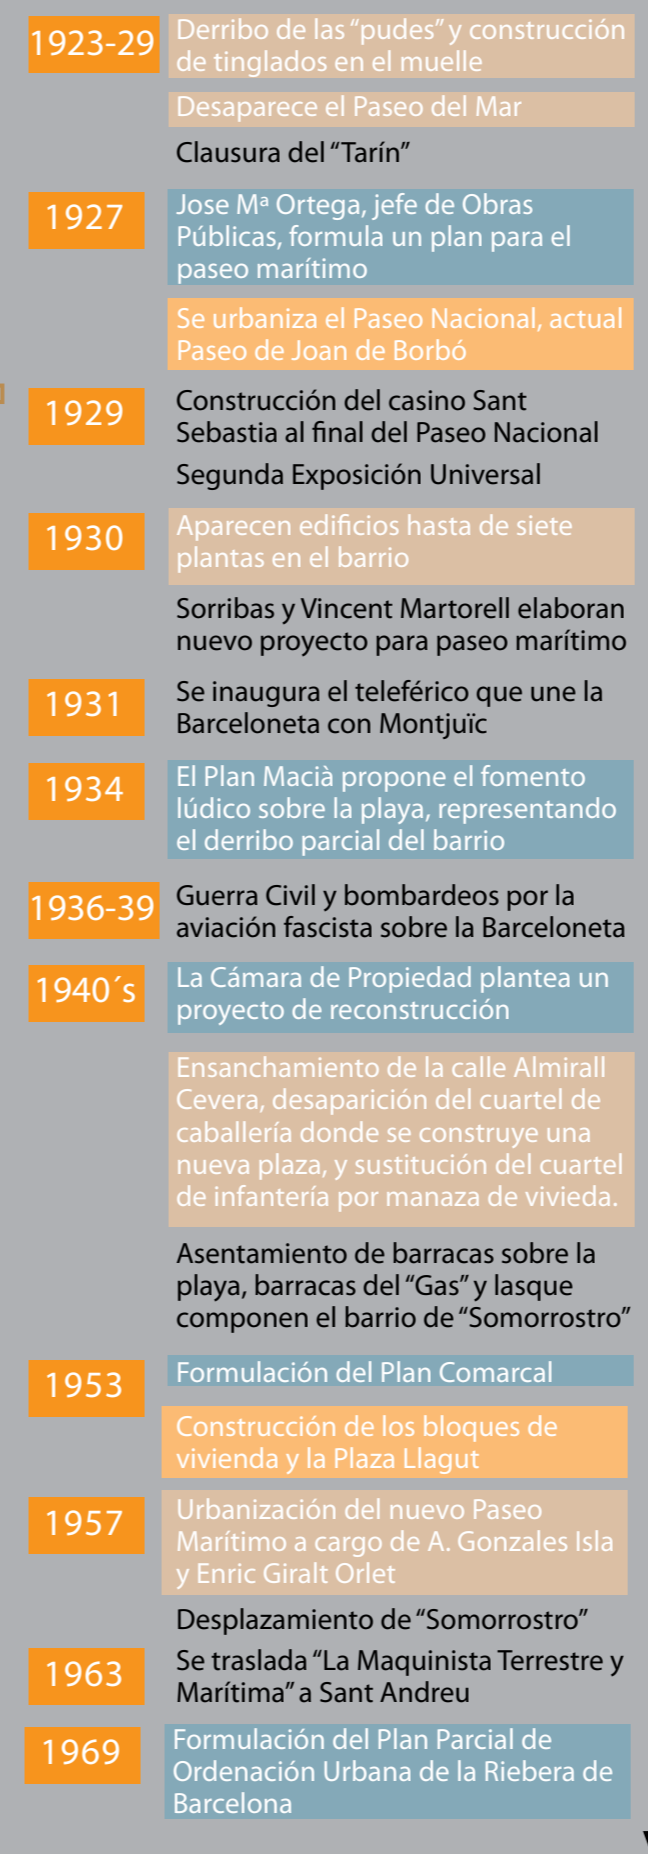 1923-29
Derribo de las “pudes” y construcción
de tinglados en el muelle
Desaparece el Paseo del Mar
Clausura del “Tarín”
1927
Jose Mª Ortega, jefe de Obras
Públicas, formula un plan para el
paseo marítimo
Se urbaniza el Paseo Nacional, actual
Paseo de Joan de Borbó
1929
Construcción del casino Sant
Sebastia al final del Paseo Nacional
Segunda Exposición Universal
1930
Aparecen edificios hasta de siete
plantas en el barrio
Sorribas y Vincent Martorell elaboran
nuevo proyecto para paseo marítimo
1931
Se inaugura el teleférico que une la
Barceloneta con Montjuïc
1934
El Plan Macià propone el fomento
lúdico sobre la playa, representando
el derribo parcial del barrio
1936-39
Guerra Civil y bombardeos por la
aviación fascista sobre la Barceloneta
1940´s
La Cámara de Propiedad plantea un
proyecto de reconstrucción
Ensanchamiento de la calle Almirall
Cevera, desaparición del cuartel de
caballería donde se construye una
nueva plaza, y sustitución del cuartel
de infantería por manaza de vivieda.
Asentamiento de barracas sobre la
playa, barracas del “Gas” y lasque
componen el barrio de “Somorrostro”
1953
Formulación del Plan Comarcal
Construcción de los bloques de
vivienda y la Plaza Llagut
1957
Urbanización del nuevo Paseo
Marítimo a cargo de A. Gonzales Isla
y Enric Giralt Orlet
Desplazamiento de “Somorrostro”
1963
Se traslada “La Maquinista Terrestre y
Marítima” a Sant Andreu
1969
Formulación del Plan Parcial de
Ordenación Urbana de la Riebera de
Barcelona